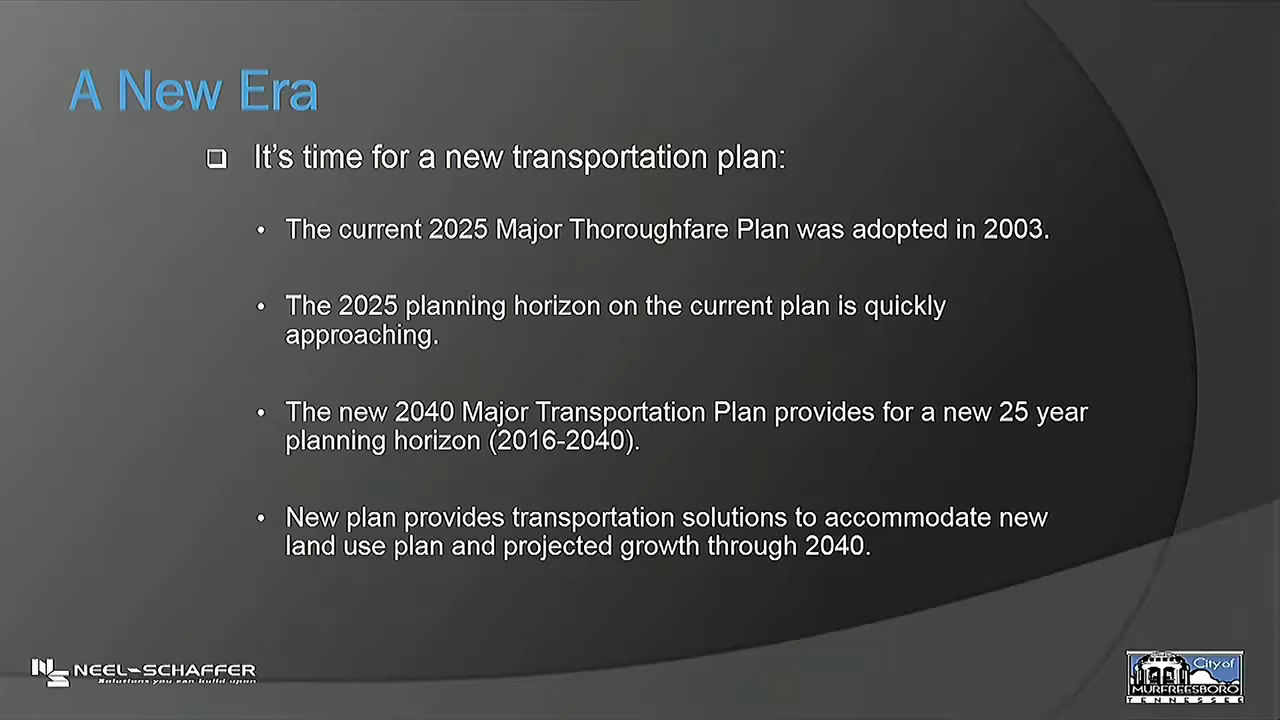 A New Era
❑ It's time for a new transportation plan:
• The current 2025 Major Thoroughfare Plan was adopted in 2003.
• The 2025 planning horizon on the current plan is quickly
approaching.
• The new 2040 Major Transportation Plan provides for a new 25 year
planning horizon (2016-2040).
• New plan provides transportation solutions to accommodate new
land use plan and projected growth through 2040.
NS NEEL-SCHAFFER
Solutions you can build upon
City of
MURFREESBORO
TENNESSEE